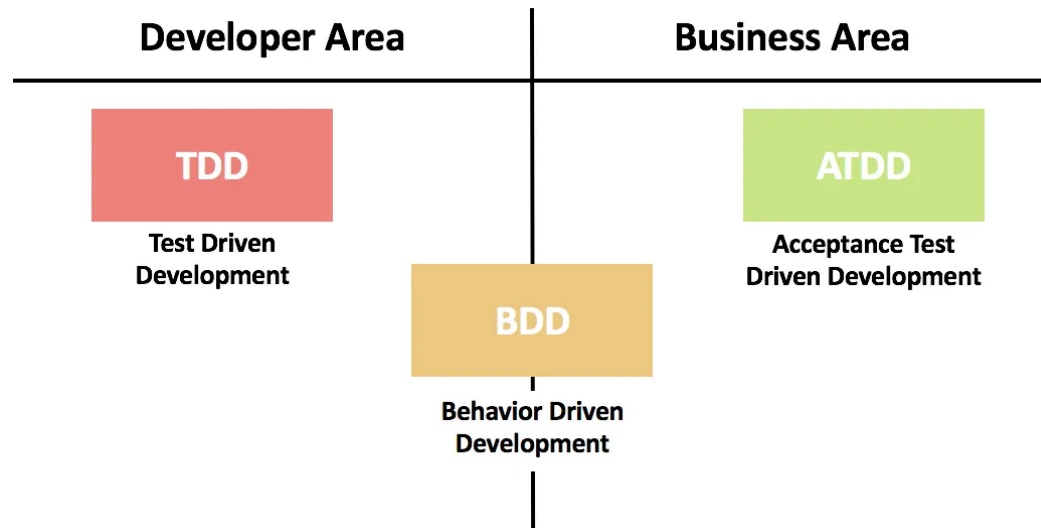 Developer Area
Business Area
TDD
Test Driven
Development
ATDD
Acceptance Test
Driven Development
BDD
Behavior Driven
Development